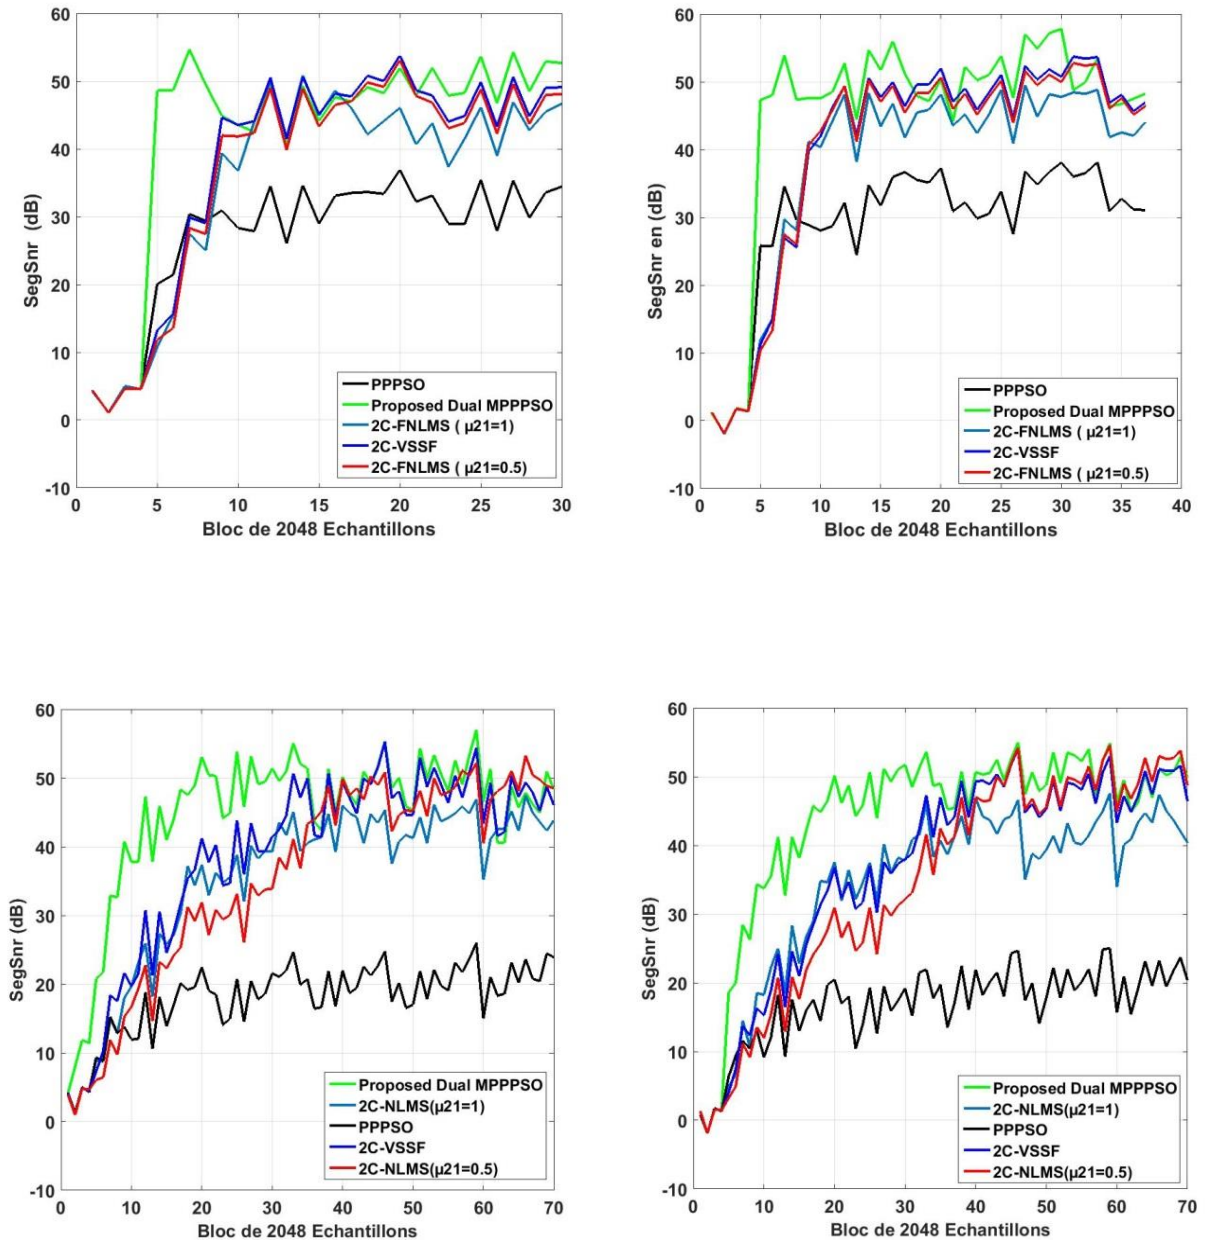 60
50
40
30
20
10
0
-10
SegSnr (dB)
PPPSO
Proposed Dual MPPPSO
2C-FNLMS ( µ21=1)
2C-VSSF
2C-FNLMS ( µ21=0.5)
0 5 10 15 20 25 30
Bloc de 2048 Echantillons
60
50
40
30
20
10
0
-10
SegSnr en (dB)
PPPSO
Proposed Dual MPPPSO
2C-FNLMS ( µ21=1)
2C-VSSF
2C-FNLMS ( µ21=0.5)
0 5 10 15 20 25 30 35 40
Bloc de 2048 Echantillons
60
50
40
30
20
10
0
-10
SegSnr (dB)
Proposed Dual MPPPSO
2C-NLMS(µ21=1)
PPPSO
2C-VSSF
2C-NLMS(µ21=0.5)
0 10 20 30 40 50 60 70
Bloc de 2048 Echantillons
60
50
40
30
20
10
0
-10
SegSnr (dB)
Proposed Dual MPPPSO
2C-NLMS(µ21=1)
PPPSO
2C-VSSF
2C-NLMS(µ21=0.5)
0 10 20 30 40 50 60 70
Bloc de 2048 Echantillons